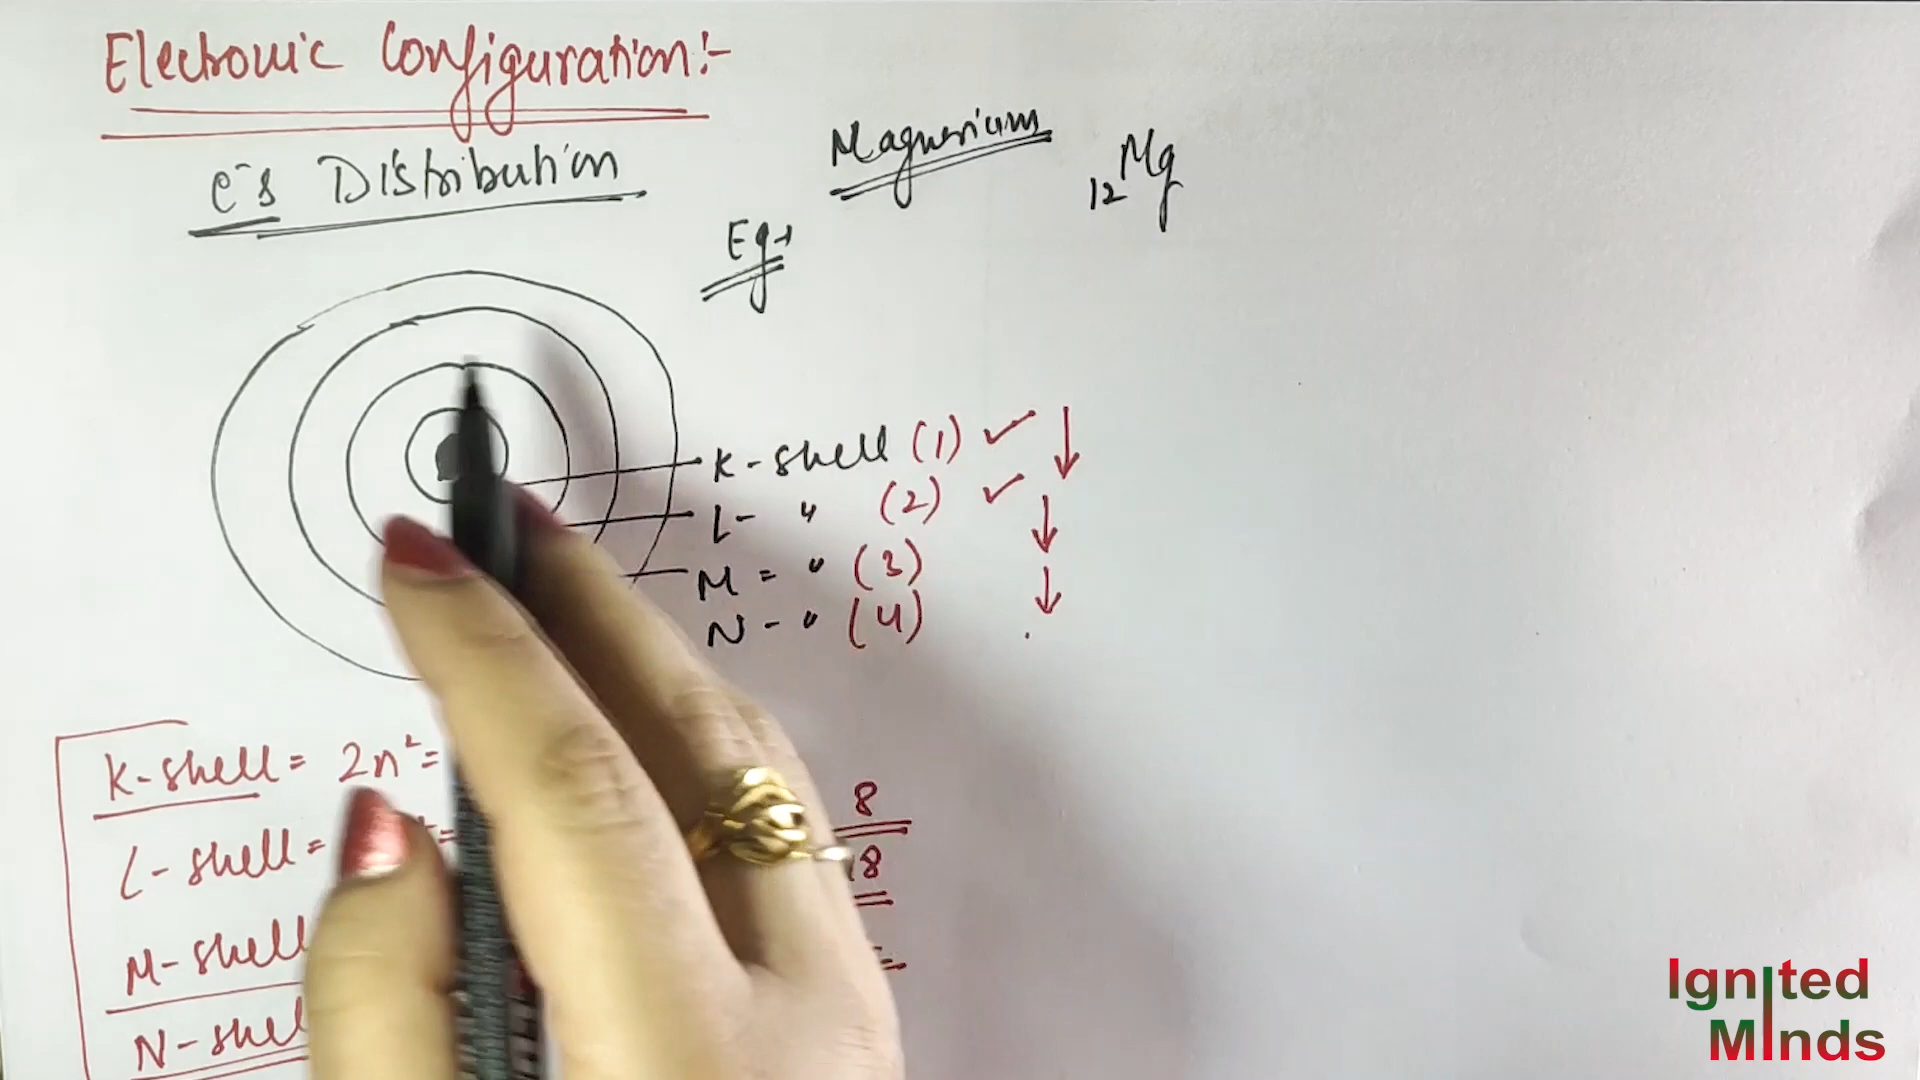 Electronic Configuration:-
e⁻s Distribution
Magnesium
₁₂Mg
Eg→
K-shell (1) ✓
L- " (2) ✓
M = " (3)
N - " (4)
K-shell = 2n² =
L-shell =
8
M-shell
18
N-shell
Ignited
Minds